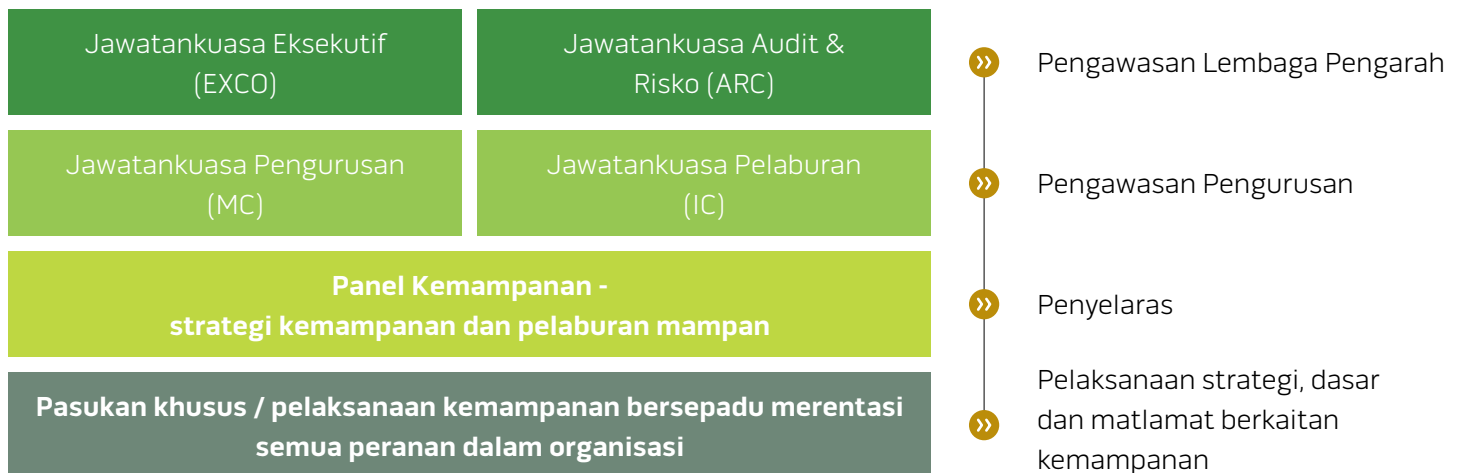 Jawatankuasa Eksekutif
(EXCO)
Jawatankuasa Audit &
Risko (ARC)
Pengawasan Lembaga Pengarah
Jawatankuasa Pengurusan
(MC)
Jawatankuasa Pelaburan
(IC)
Pengawasan Pengurusan
Panel Kemampanan -
strategi kemampanan dan pelaburan mampan
Penyelaras
Pasukan khusus / pelaksanaan kemampanan bersepadu merentasi
semua peranan dalam organisasi
Pelaksanaan strategi, dasar
dan matlamat berkaitan
kemampanan